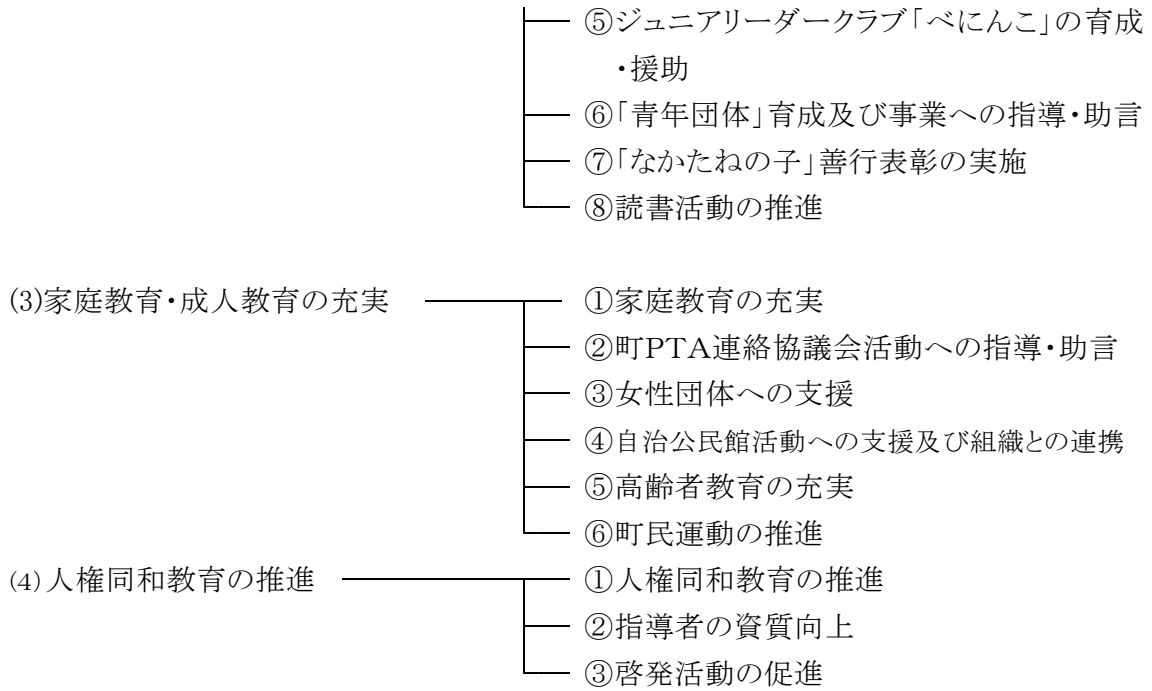 ⑤ジュニアリーダークラブ「べにんこ」の育成
・援助
⑥「青年団体」育成及び事業への指導・助言
⑦「なかたねの子」善行表彰の実施
⑧読書活動の推進
(3)家庭教育・成人教育の充実 ①家庭教育の充実
②町PTA連絡協議会活動への指導・助言
③女性団体への支援
④自治公民館活動への支援及び組織との連携
⑤高齢者教育の充実
⑥町民運動の推進
(4)人権同和教育の推進 ①人権同和教育の推進
②指導者の資質向上
③啓発活動の促進